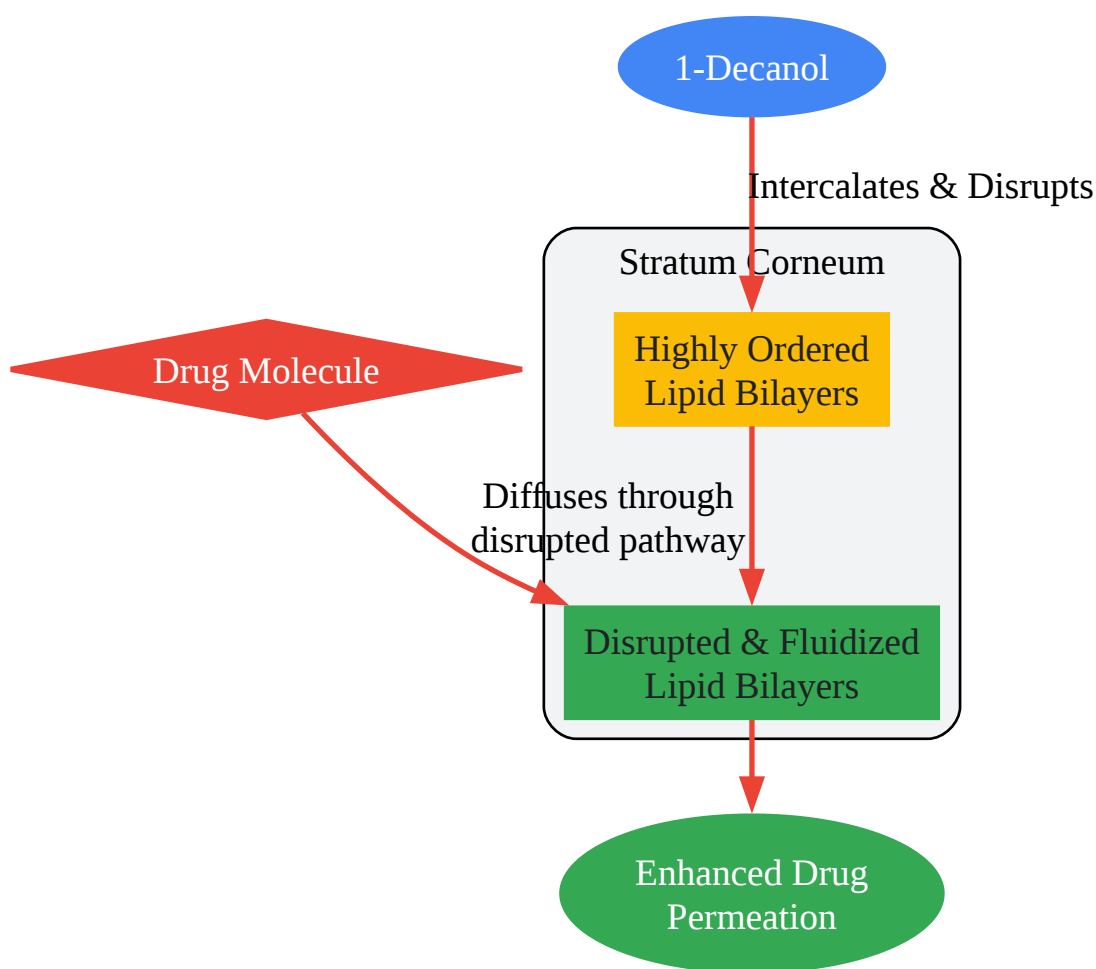 1-Decanol
Intercalates & Disrupts
Stratum Corneum
Highly Ordered
Lipid Bilayers
Drug Molecule
Diffuses through
disrupted pathway
Disrupted & Fluidized
Lipid Bilayers
Enhanced Drug
Permeation